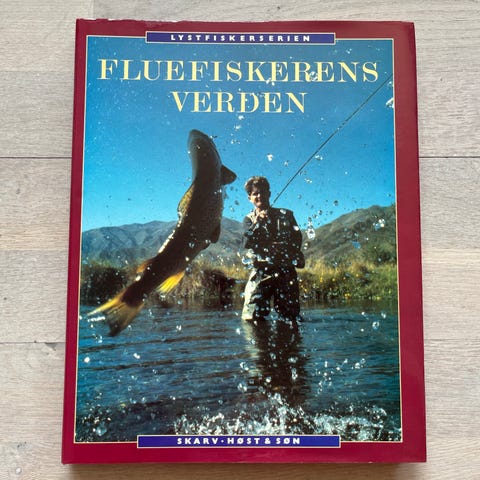 LYSTFISKERSERIEN
FLUEFISKERENS
VERDEN
SKARV · HØST & SØN